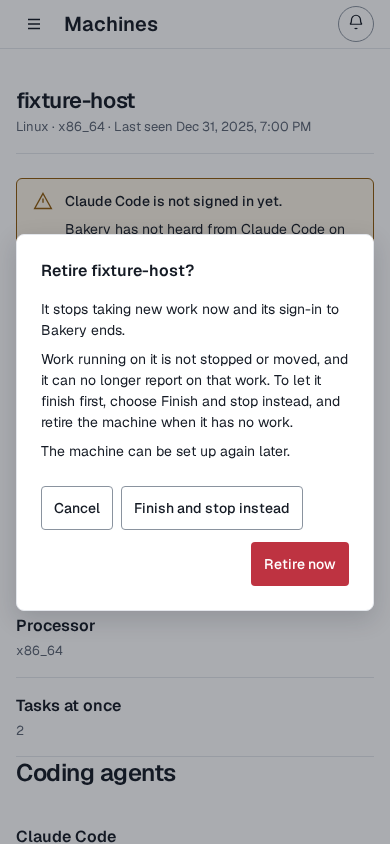 Machines
fixture-host
Linux · x86_64 · Last seen Dec 31, 2025, 7:00 PM
Claude Code is not signed in yet.
Bakery has not heard from Claude Code on
Retire fixture-host?
It stops taking new work now and its sign-in to
Bakery ends.
Work running on it is not stopped or moved, and
it can no longer report on that work. To let it
finish first, choose Finish and stop instead, and
retire the machine when it has no work.
The machine can be set up again later.
Cancel
Finish and stop instead
Retire now
Processor
x86_64
Tasks at once
2
Coding agents
Claude Code